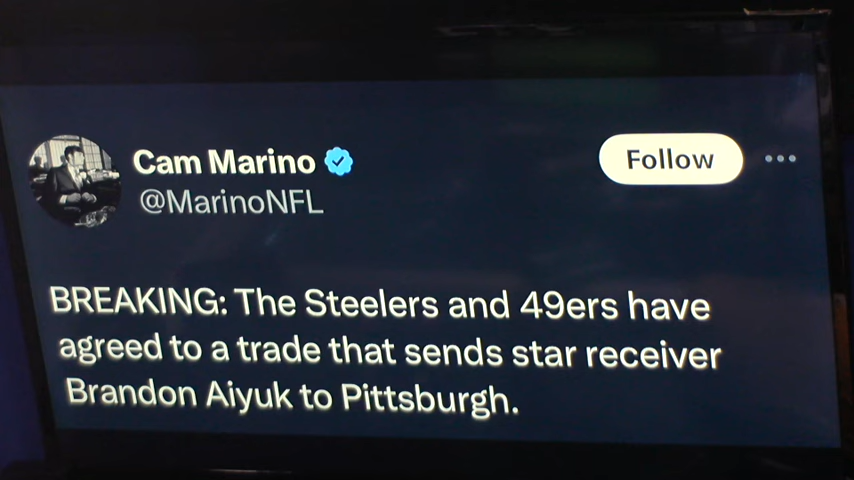 Cam Marino
Follow
@MarinoNFL
BREAKING: The Steelers and 49ers have
agreed to a trade that sends star receiver
Brandon Aiyuk to Pittsburgh.